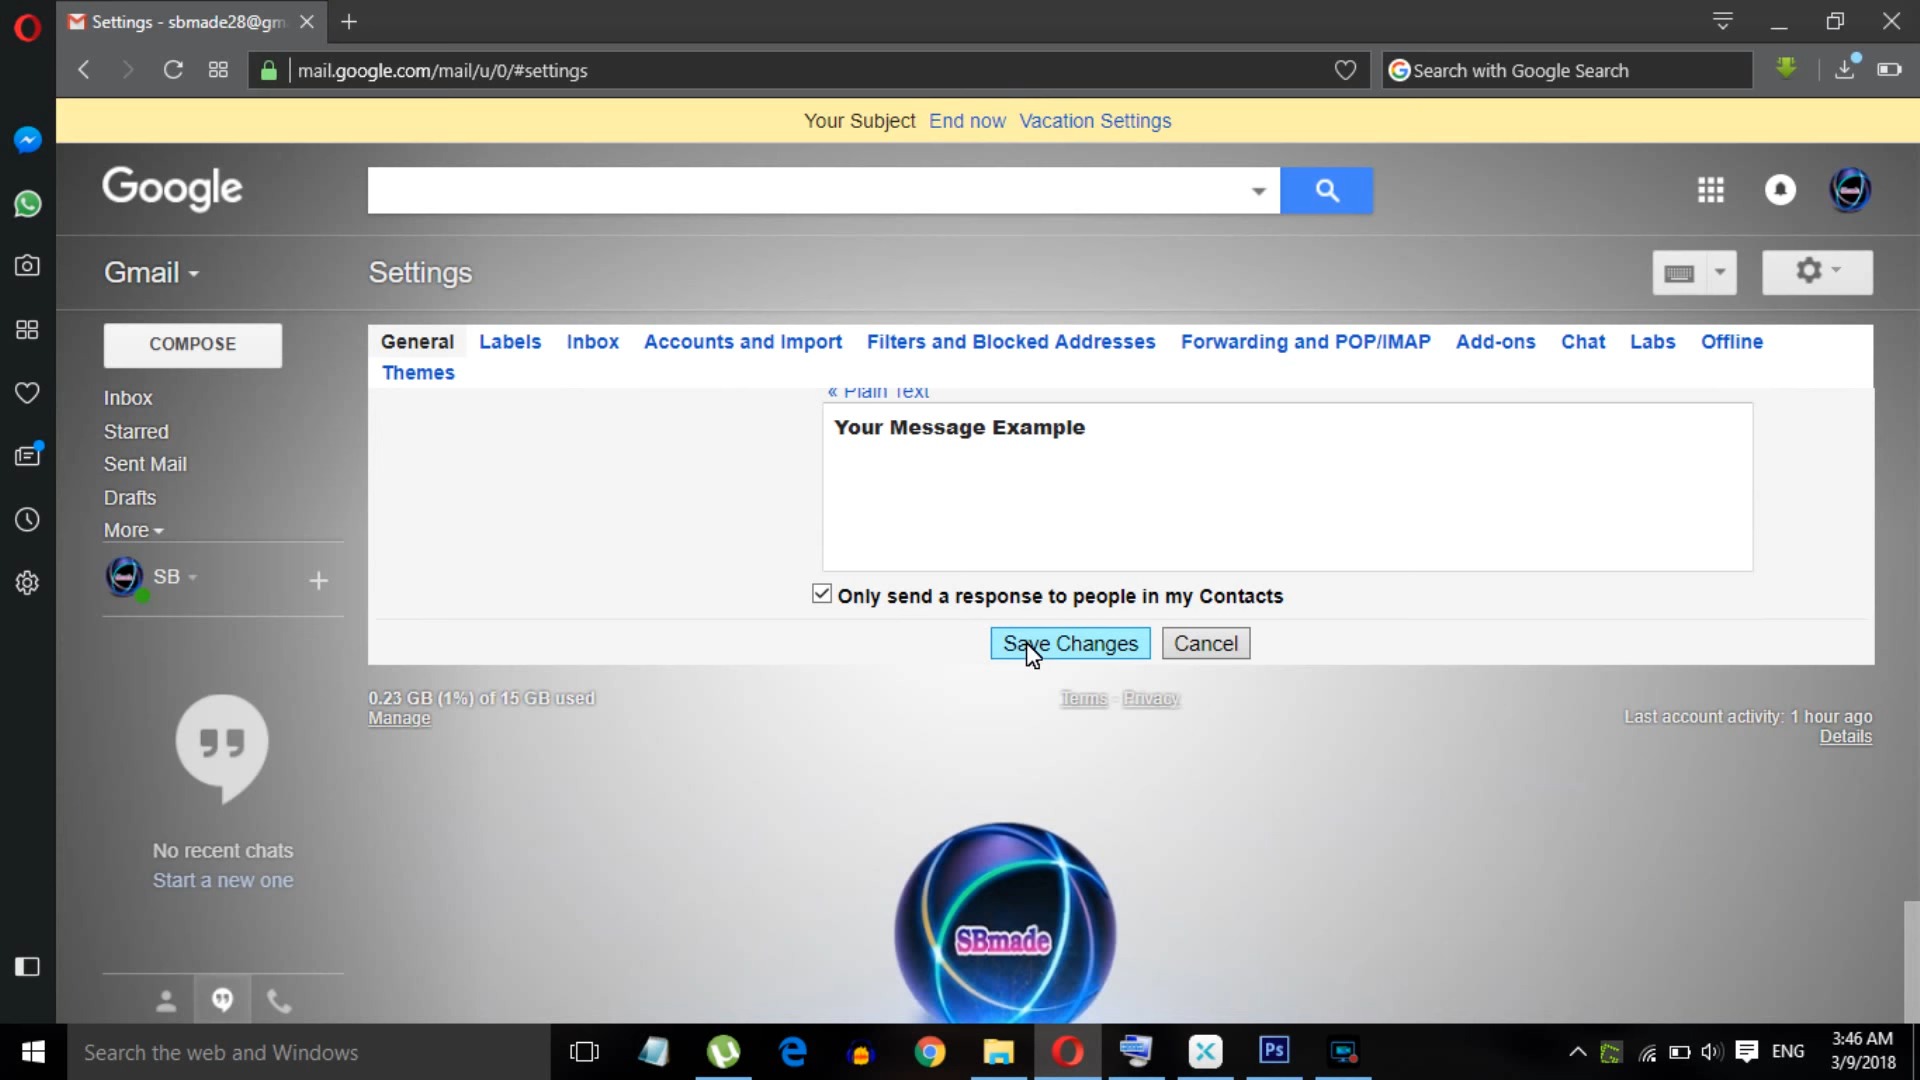 Settings - sbmade28@gm
mail.google.com/mail/u/0/#settings
Search with Google Search
Your Subject End now Vacation Settings
Google
Gmail
Settings
COMPOSE
General Labels Inbox Accounts and Import Filters and Blocked Addresses Forwarding and POP/IMAP Add-ons Chat Labs Offline
Themes
« Plain Text
Inbox
Starred
Sent Mail
Drafts
More
SB
Your Message Example
Only send a response to people in my Contacts
Save Changes Cancel
0.23 GB (1%) of 15 GB used
Manage
Terms - Privacy
Last account activity: 1 hour ago
Details
No recent chats
Start a new one
SBmade
Search the web and Windows
Ps
ENG
3:46 AM
3/9/2018